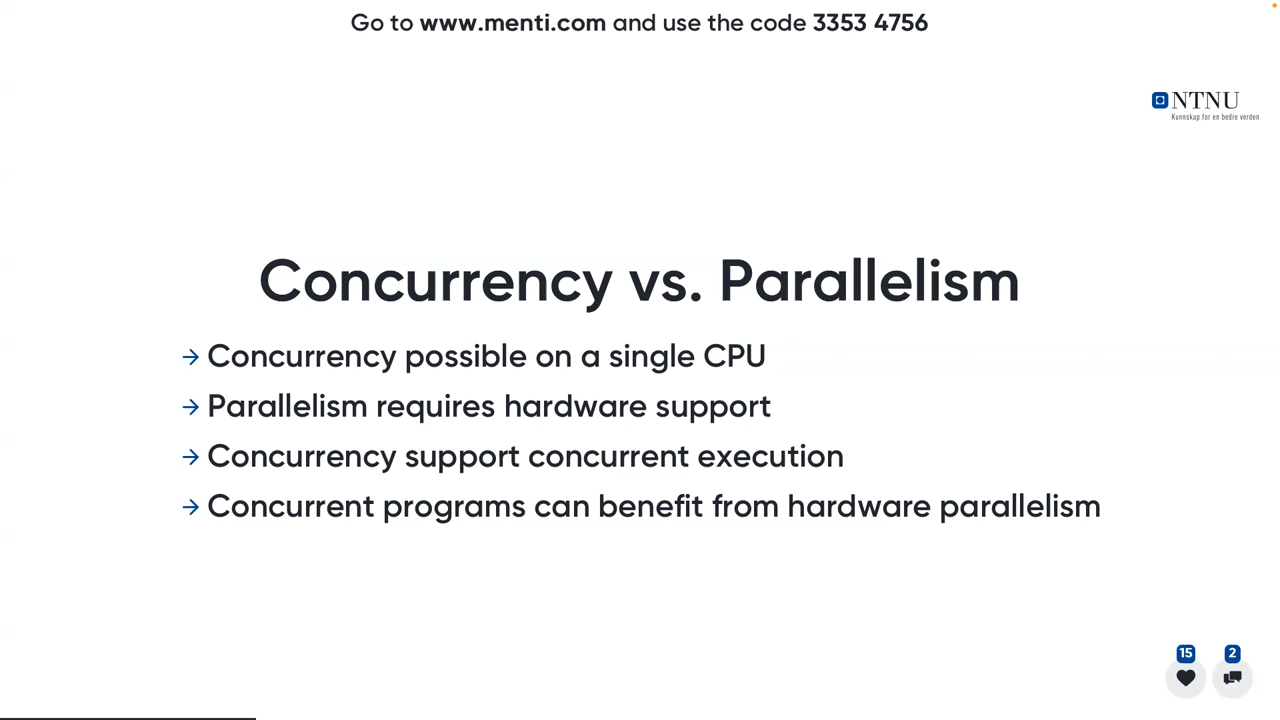 Go to www.menti.com and use the code 3353 4756
NTNU
Kunnskap for en bedre verden
Concurrency vs. Parallelism
→ Concurrency possible on a single CPU
→ Parallelism requires hardware support
→ Concurrency support concurrent execution
→ Concurrent programs can benefit from hardware parallelism
15 2